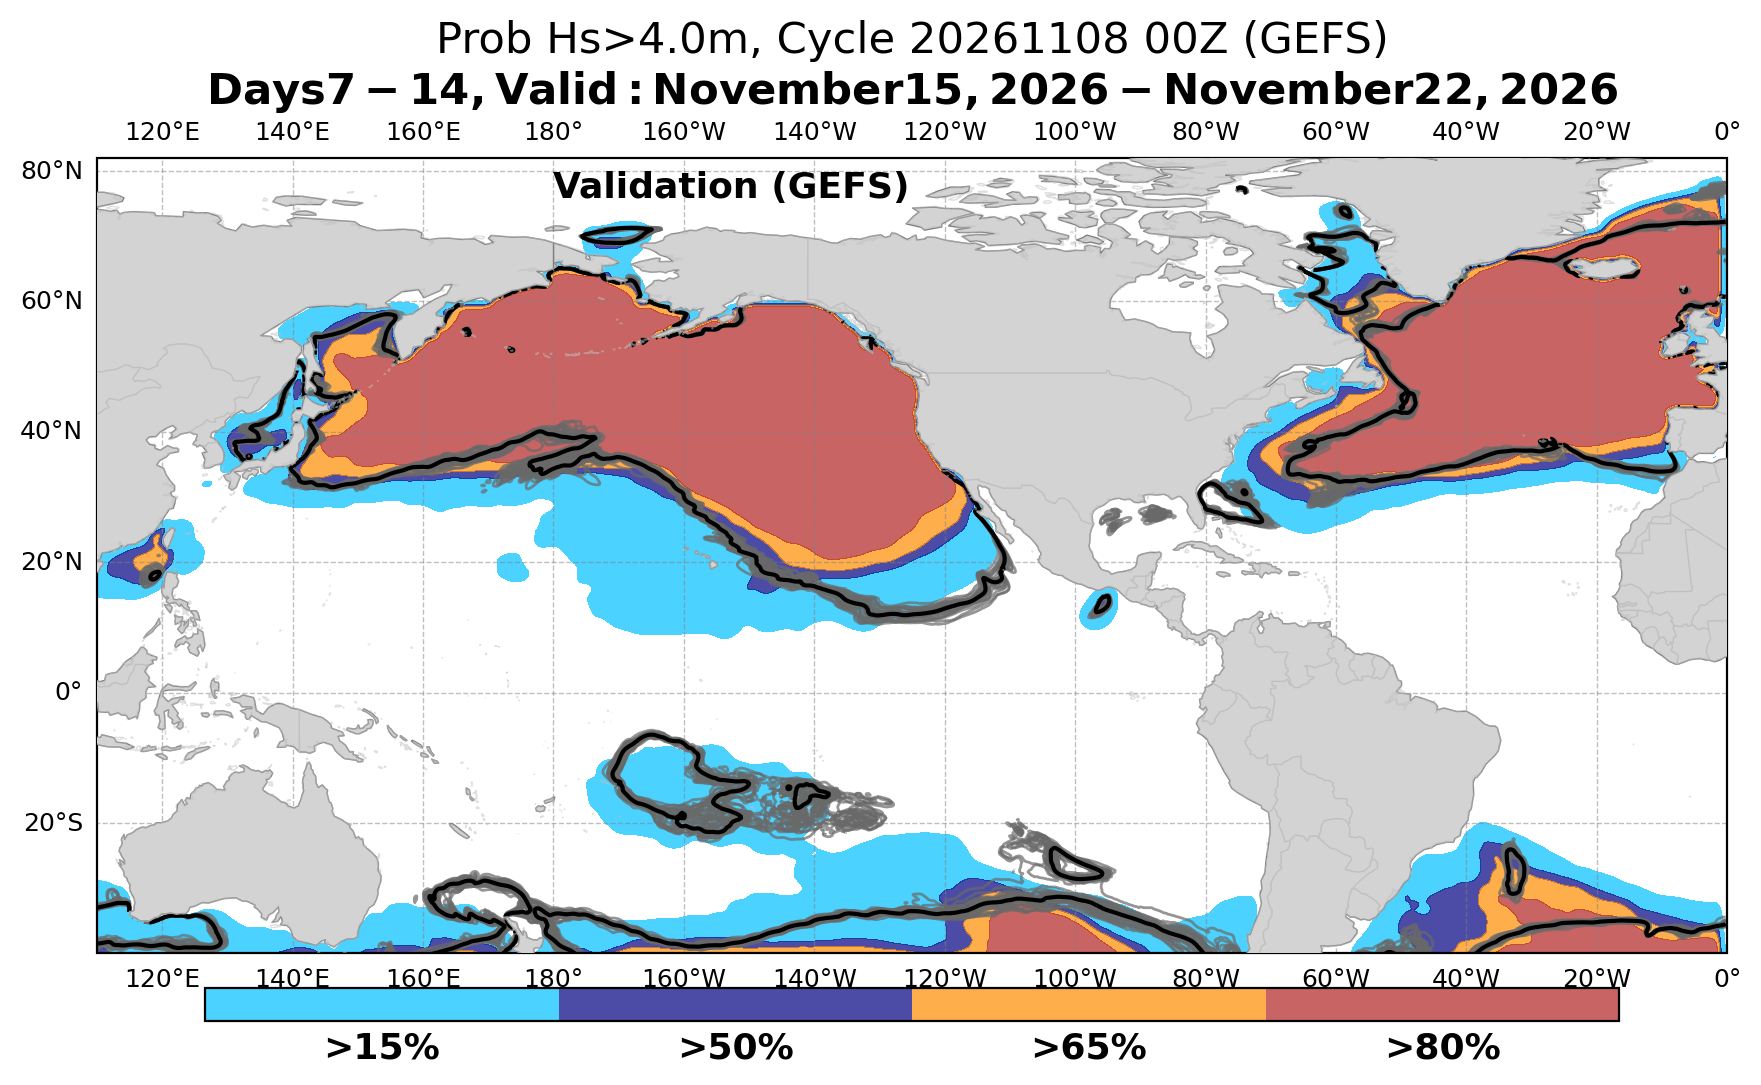 Prob Hs>4.0m, Cycle 20261108 00Z (GEFS)
Days7 − 14, Valid : November15, 2026 − November22, 2026
120°E 140°E 160°E 180° 160°W 140°W 120°W 100°W 80°W 60°W 40°W 20°W 0°
80°N
Validation (GEFS)
60°N
40°N
20°N
0°
20°S
120°E 140°E 160°E 180° 160°W 140°W 120°W 100°W 80°W 60°W 40°W 20°W 0°
>15% >50% >65% >80%